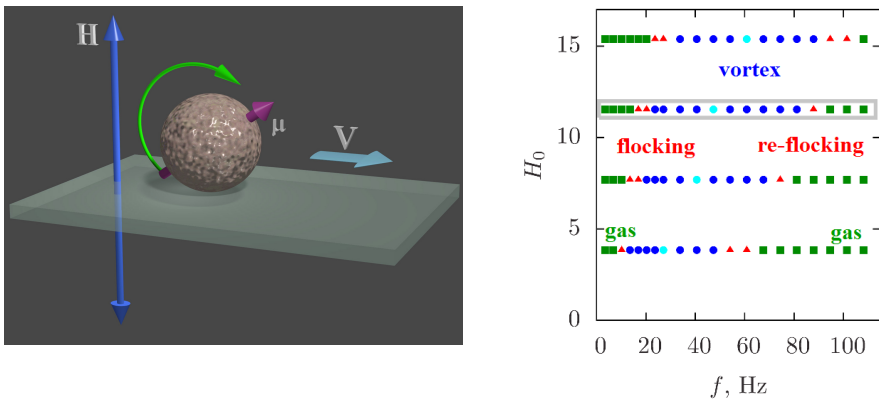 H
μ
V
15
10
5
0
H₀
vortex
flocking
re-flocking
gas
gas
0 20 40 60 80 100
f, Hz